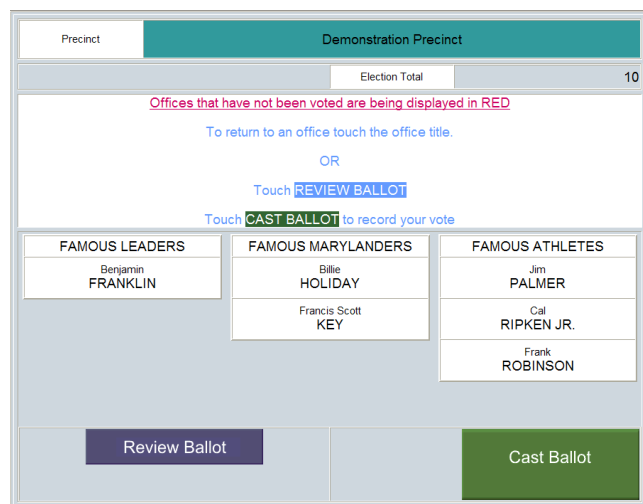 Precinct
Demonstration Precinct
Election Total
10
Offices that have not been voted are being displayed in RED
To return to an office touch the office title.
OR
Touch REVIEW BALLOT
Touch CAST BALLOT to record your vote
FAMOUS LEADERS
Benjamin
FRANKLIN
FAMOUS MARYLANDERS
Billie
HOLIDAY
Francis Scott
KEY
FAMOUS ATHLETES
Jim
PALMER
Cal
RIPKEN JR.
Frank
ROBINSON
Review Ballot
Cast Ballot